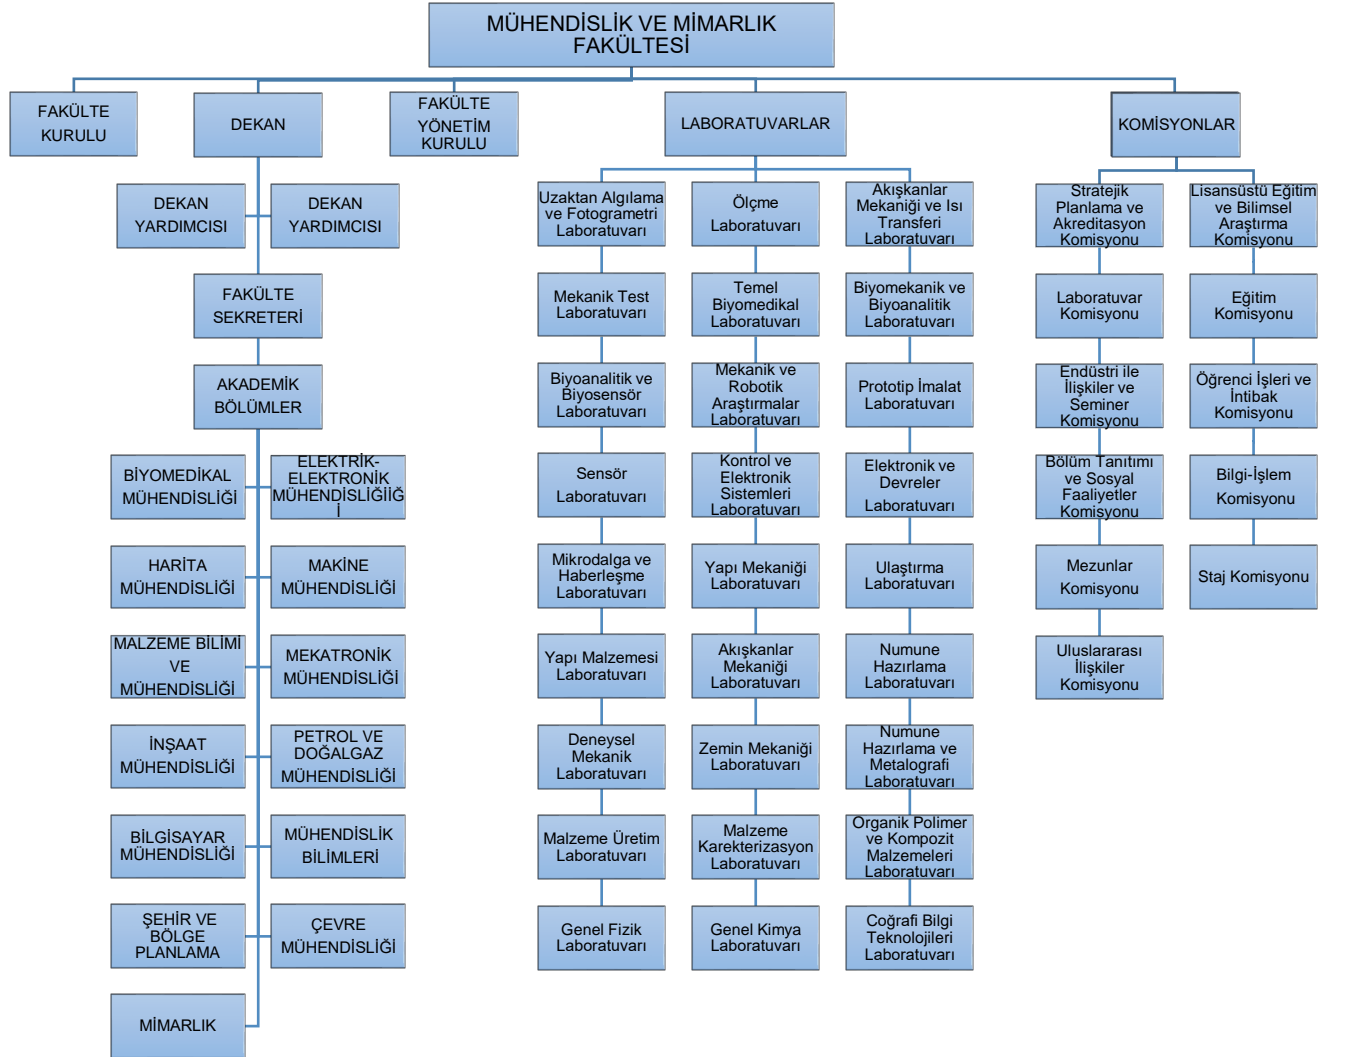 MÜHENDİSLİK VE MİMARLIK
FAKÜLTESİ
FAKÜLTE
KURULU
DEKAN
FAKÜLTE
YÖNETİM
KURULU
LABORATUVARLAR
KOMİSYONLAR
DEKAN
YARDIMCISI
DEKAN
YARDIMCISI
FAKÜLTE
SEKRETERİ
AKADEMİK
BÖLÜMLER
BİYOMEDİKAL
MÜHENDİSLİĞİ
ELEKTRİK-
ELEKTRONİK
MÜHENDİSLİĞİİĞ
İ
HARİTA
MÜHENDİSLİĞİ
MAKİNE
MÜHENDİSLİĞİ
MALZEME BİLİMİ
VE
MÜHENDİSLİĞİ
MEKATRONİK
MÜHENDİSLİĞİ
İNŞAAT
MÜHENDİSLİĞİ
PETROL VE
DOĞALGAZ
MÜHENDİSLİĞİ
BİLGİSAYAR
MÜHENDİSLİĞİ
MÜHENDİSLİK
BİLİMLERİ
ŞEHİR VE
BÖLGE
PLANLAMA
ÇEVRE
MÜHENDİSLİĞİ
MİMARLIK
Uzaktan Algılama
ve Fotogrametri
Laboratuvarı
Ölçme
Laboratuvarı
Akışkanlar
Mekaniği ve Isı
Transferi
Laboratuvarı
Mekanik Test
Laboratuvarı
Temel
Biyomedikal
Laboratuvarı
Biyomekanik ve
Biyoanalitik
Laboratuvarı
Biyoanalitik ve
Biyosensör
Laboratuvarı
Mekanik ve
Robotik
Araştırmalar
Laboratuvarı
Prototip İmalat
Laboratuvarı
Sensör
Laboratuvarı
Kontrol ve
Elektronik
Sistemleri
Laboratuvarı
Elektronik ve
Devreler
Laboratuvarı
Mikrodalga ve
Haberleşme
Laboratuvarı
Yapı Mekaniği
Laboratuvarı
Ulaştırma
Laboratuvarı
Yapı Malzemesi
Laboratuvarı
Akışkanlar
Mekaniği
Laboratuvarı
Numune
Hazırlama
Laboratuvarı
Deneysel
Mekanik
Laboratuvarı
Zemin Mekaniği
Laboratuvarı
Numune
Hazırlama ve
Metalografi
Laboratuvarı
Malzeme Üretim
Laboratuvarı
Malzeme
Karekterizasyon
Laboratuvarı
Organik Polimer
ve Kompozit
Malzemeleri
Laboratuvarı
Genel Fizik
Laboratuvarı
Genel Kimya
Laboratuvarı
Coğrafi Bilgi
Teknolojileri
Laboratuvarı
Stratejik
Planlama ve
Akreditasyon
Komisyonu
Lisansüstü Eğitim
ve Bilimsel
Araştırma
Komisyonu
Laboratuvar
Komisyonu
Eğitim
Komisyonu
Endüstri ile
İlişkiler ve
Seminer
Komisyonu
Öğrenci İşleri ve
İntibak
Komisyonu
Bölüm Tanıtımı
ve Sosyal
Faaliyetler
Komisyonu
Bilgi-İşlem
Komisyonu
Mezunlar
Komisyonu
Staj Komisyonu
Uluslararası
İlişkiler
Komisyonu